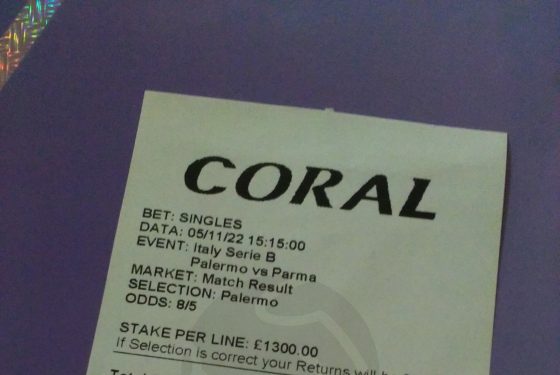 CORAL
BET: SINGLES
DATA: 05/11/22 15:15:00
EVENT: Italy Serie B
Palermo vs Parma
MARKET: Match Result
SELECTION: Palermo
ODDS: 8/5
STAKE PER LINE: £1300.00
If Selection is correct your Returns will be